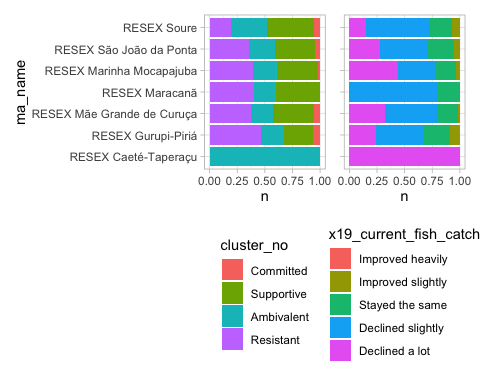 ma_name
RESEX Soure
RESEX São João da Ponta
RESEX Marinha Mocapajuba
RESEX Maracanã
RESEX Mãe Grande de Curuça
RESEX Gurupi-Piriá
RESEX Caeté-Taperaçu
0.00 0.25 0.50 0.75 1.00
n
0.00 0.25 0.50 0.75 1.00
n
cluster_no
Committed
Supportive
Ambivalent
Resistant
x19_current_fish_catch
Improved heavily
Improved slightly
Stayed the same
Declined slightly
Declined a lot